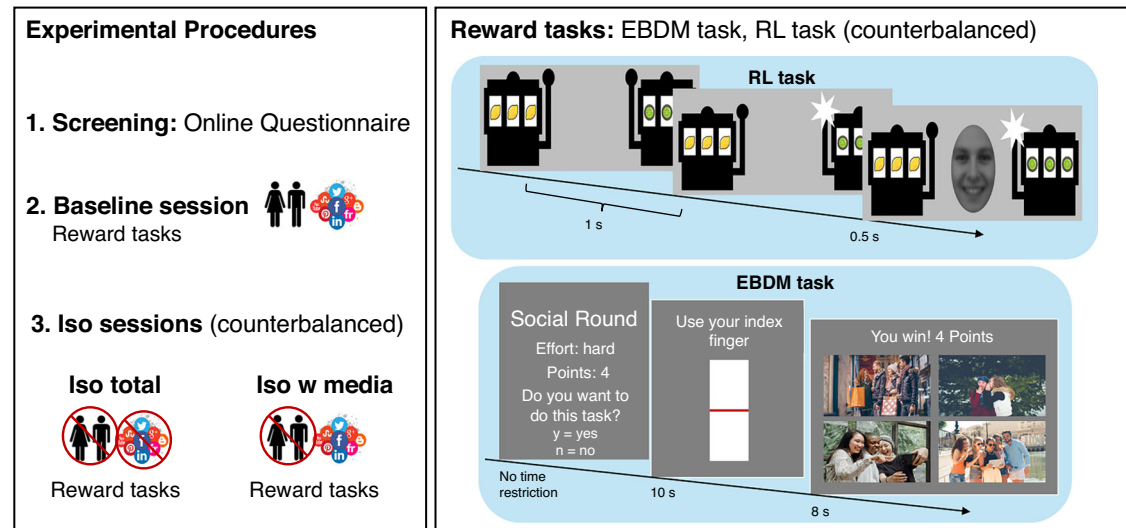 Experimental Procedures
1. Screening: Online Questionnaire
2. Baseline session
Reward tasks
3. Iso sessions (counterbalanced)
Iso total
Iso w media
Reward tasks
Reward tasks
Reward tasks: EBDM task, RL task (counterbalanced)
RL task
1 s
0.5 s
EBDM task
Social Round
Effort: hard
Points: 4
Do you want to
do this task?
y = yes
n = no
Use your index
finger
You win! 4 Points
No time
restriction
10 s
8 s